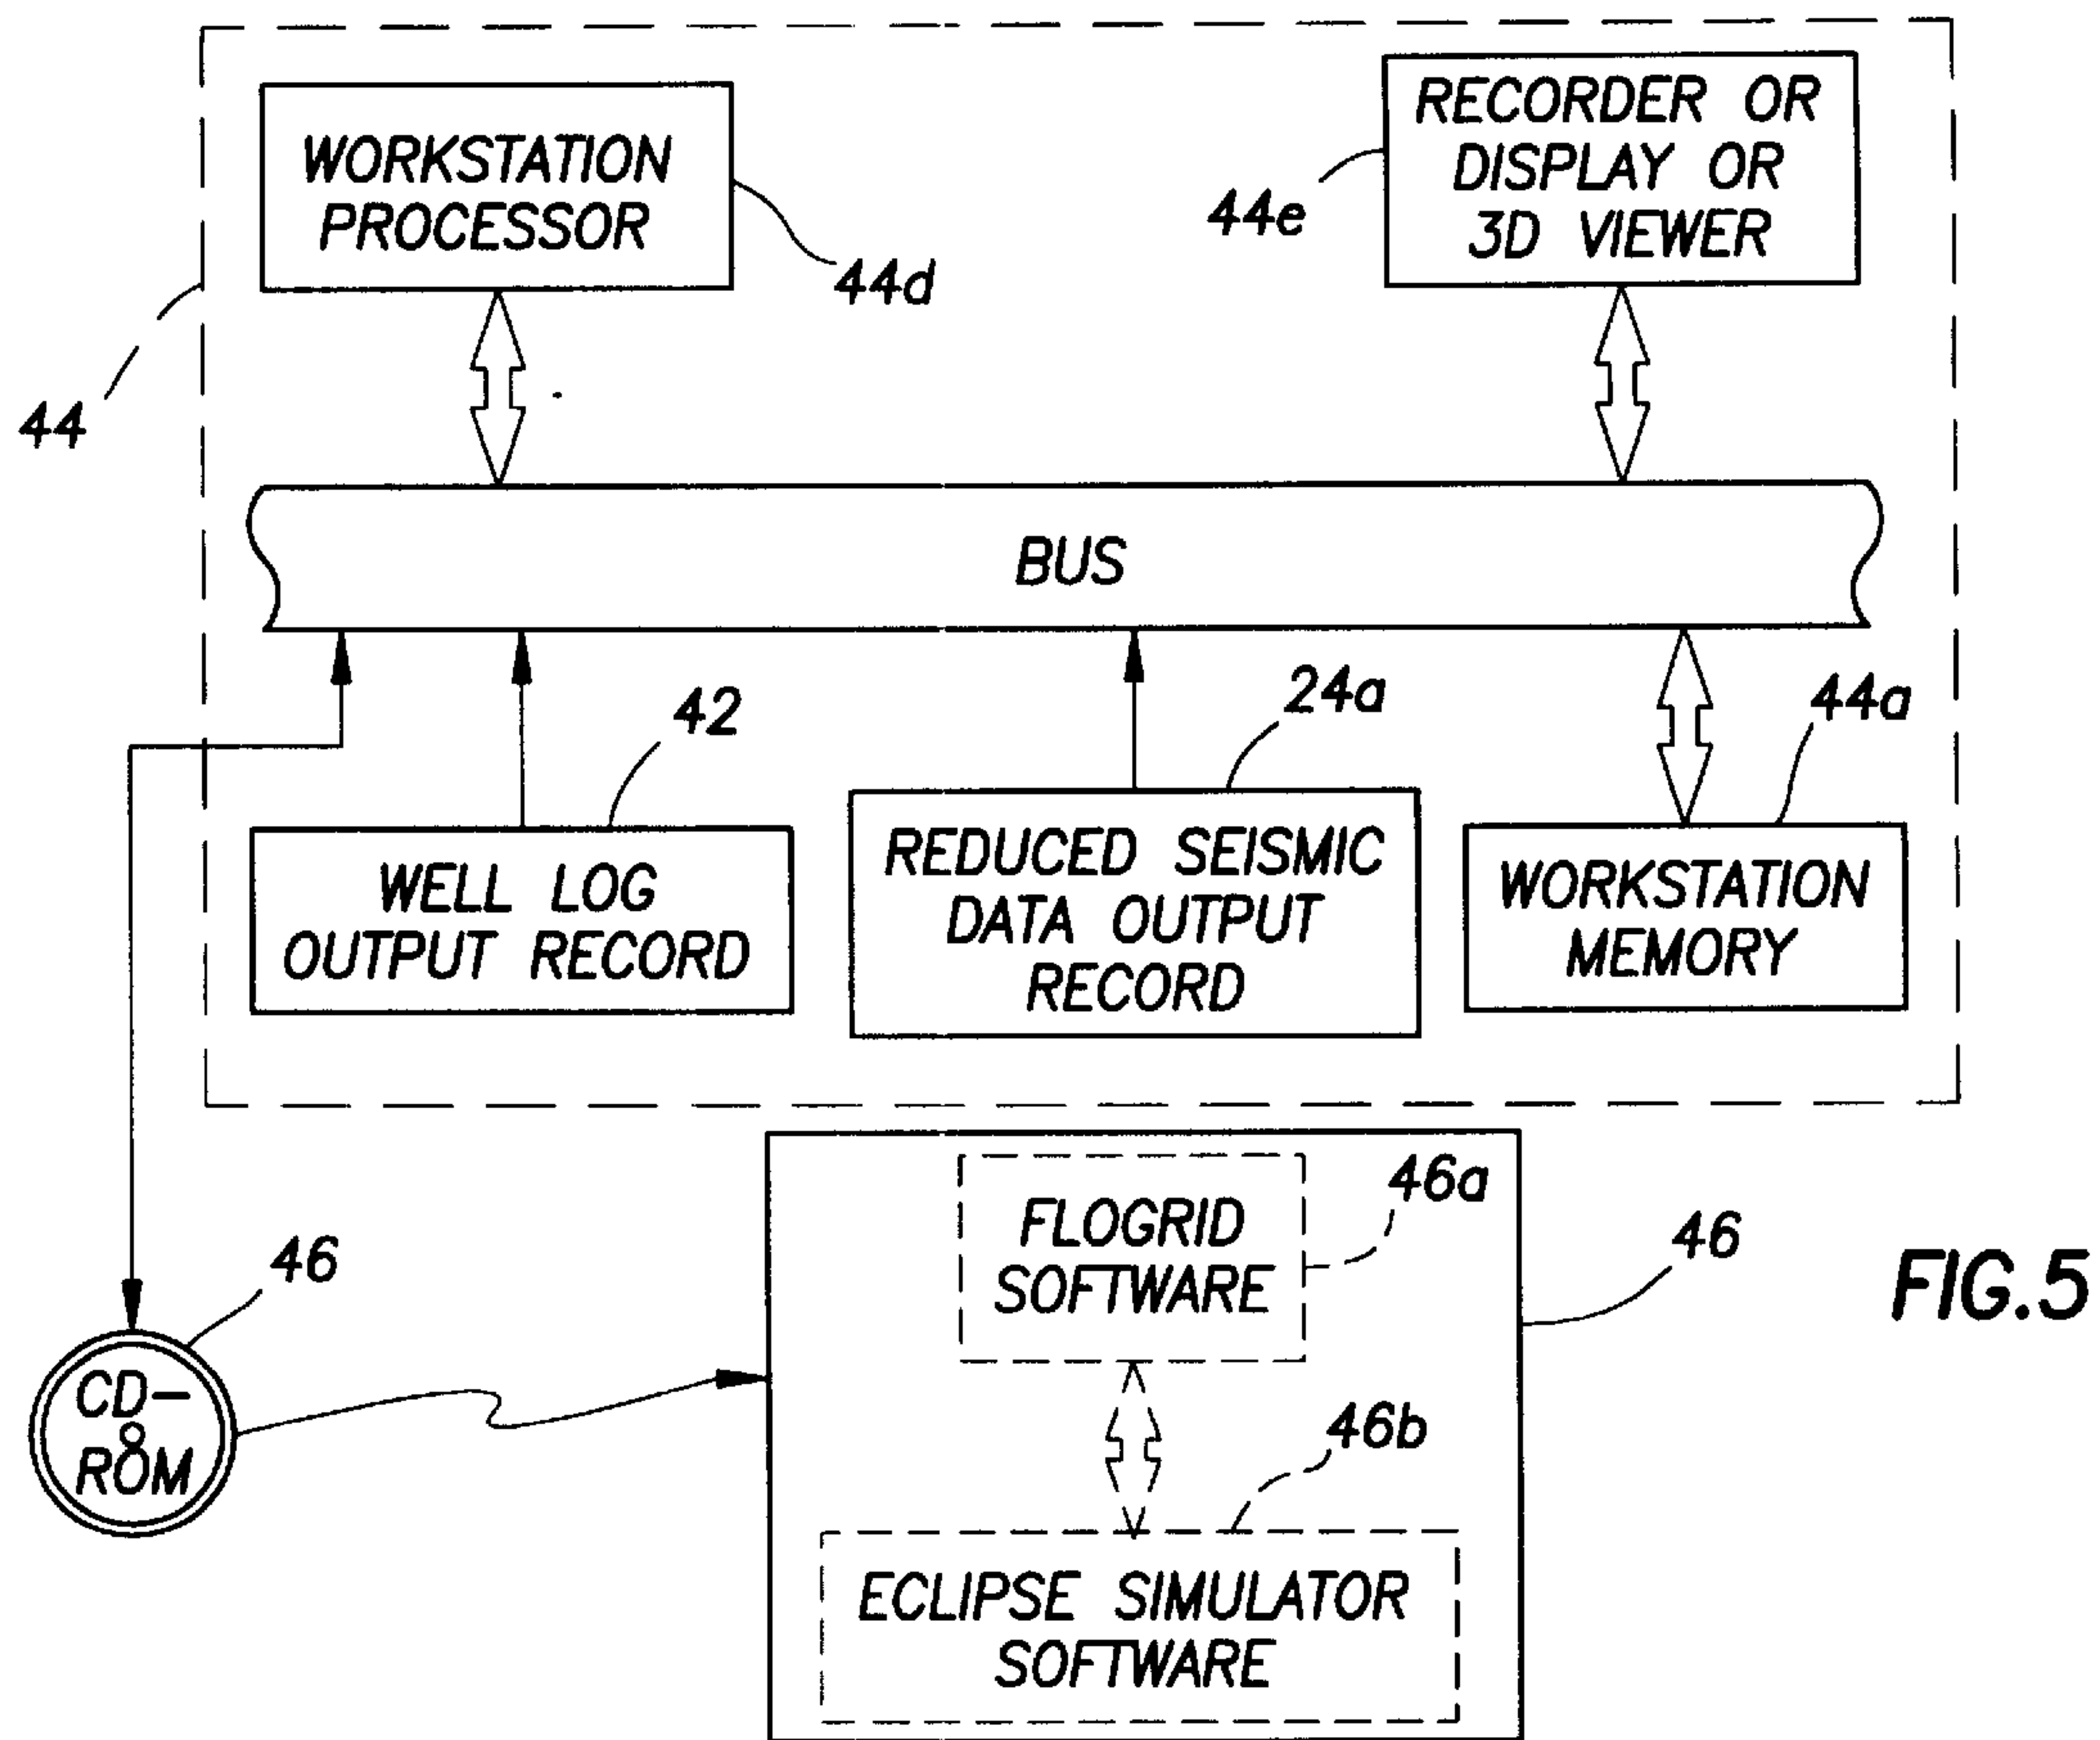 WORKSTATION
PROCESSOR
44d
RECORDER OR
DISPLAY OR
3D VIEWER
44e
44
BUS
42
24a
44a
WELL LOG
OUTPUT RECORD
REDUCED SEISMIC
DATA OUTPUT
RECORD
WORKSTATION
MEMORY
46
CD-
ROM
FLOGRID
SOFTWARE
46a
46
46b
ECLIPSE SIMULATOR
SOFTWARE
FIG.5